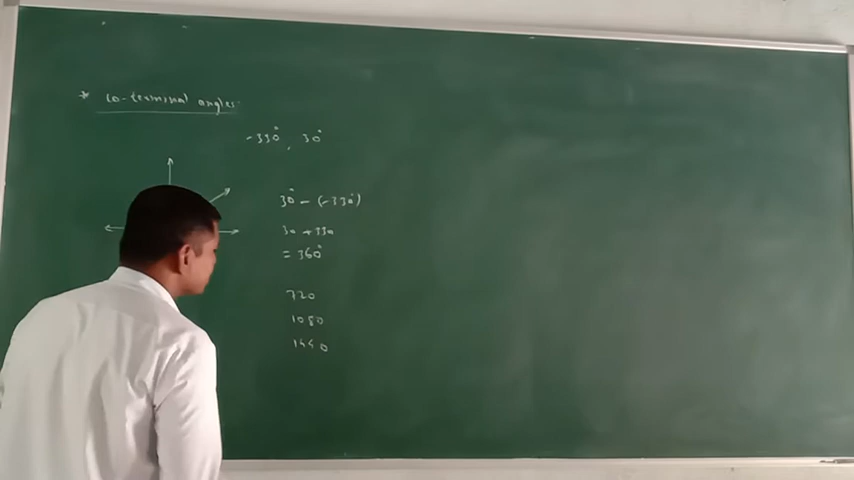 * Co-terminal angles:
-330°, 30°
30° - (-330°)
30 + 330
= 360°
720
1080
1440